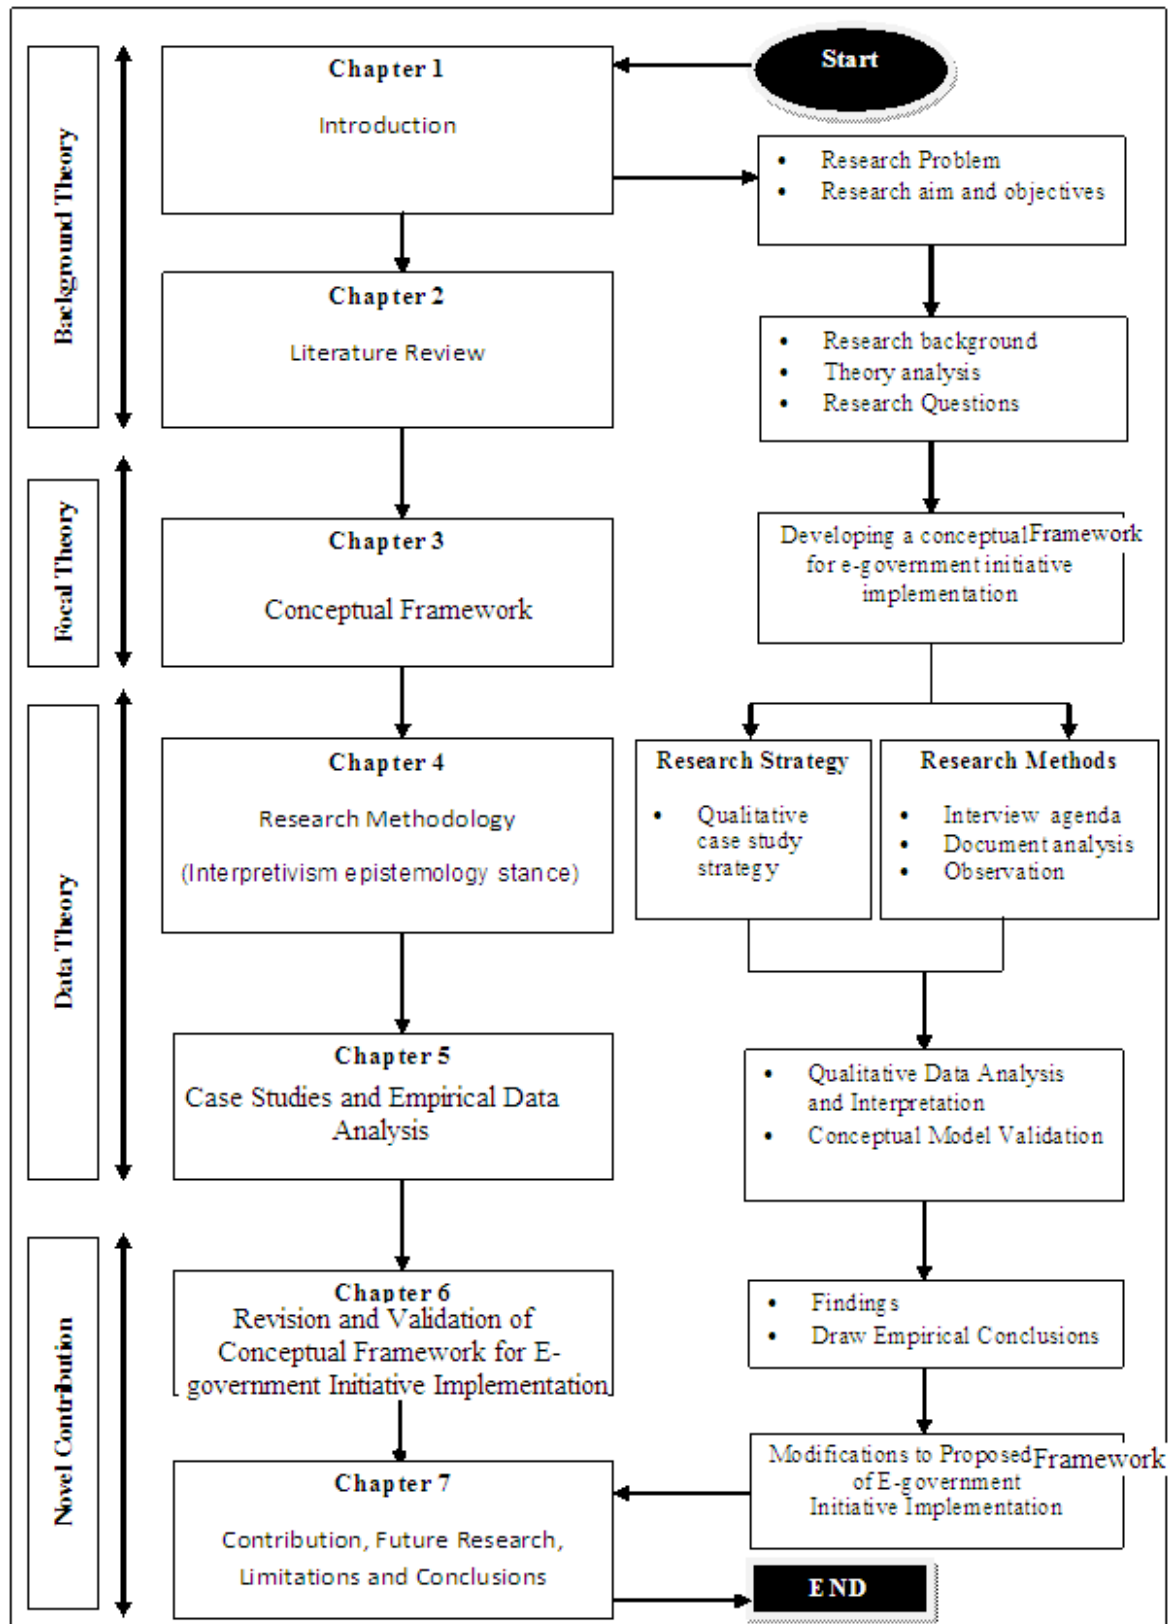 Background Theory
Focal Theory
Data Theory
Novel Contribution
Chapter 1
Introduction
Chapter 2
Literature Review
Chapter 3
Conceptual Framework
Chapter 4
Research Methodology
(Interpretivism epistemology stance)
Chapter 5
Case Studies and Empirical Data
Analysis
Chapter 6
Revision and Validation of
Conceptual Framework for E-
government Initiative Implementation
Chapter 7
Contribution, Future Research,
Limitations and Conclusions
Start
• Research Problem
• Research aim and objectives
• Research background
• Theory analysis
• Research Questions
Developing a conceptual Framework
for e-government initiative
implementation
Research Strategy
• Qualitative
case study
strategy
Research Methods
• Interview agenda
• Document analysis
• Observation
• Qualitative Data Analysis
and Interpretation
• Conceptual Model Validation
• Findings
• Draw Empirical Conclusions
Modifications to Proposed Framework
of E-government
Initiative Implementation
END